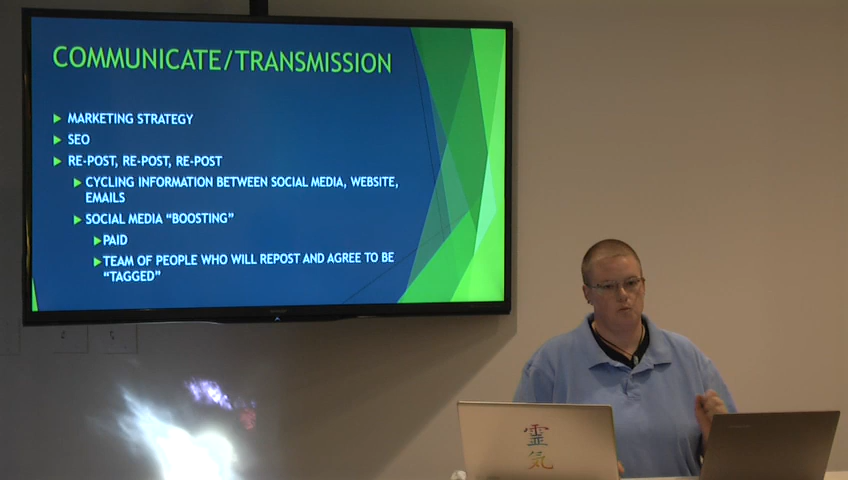 COMMUNICATE/TRANSMISSION
MARKETING STRATEGY
SEO
RE-POST, RE-POST, RE-POST
CYCLING INFORMATION BETWEEN SOCIAL MEDIA, WEBSITE,
EMAILS
SOCIAL MEDIA “BOOSTING”
PAID
TEAM OF PEOPLE WHO WILL REPOST AND AGREE TO BE
“TAGGED”
霊
気